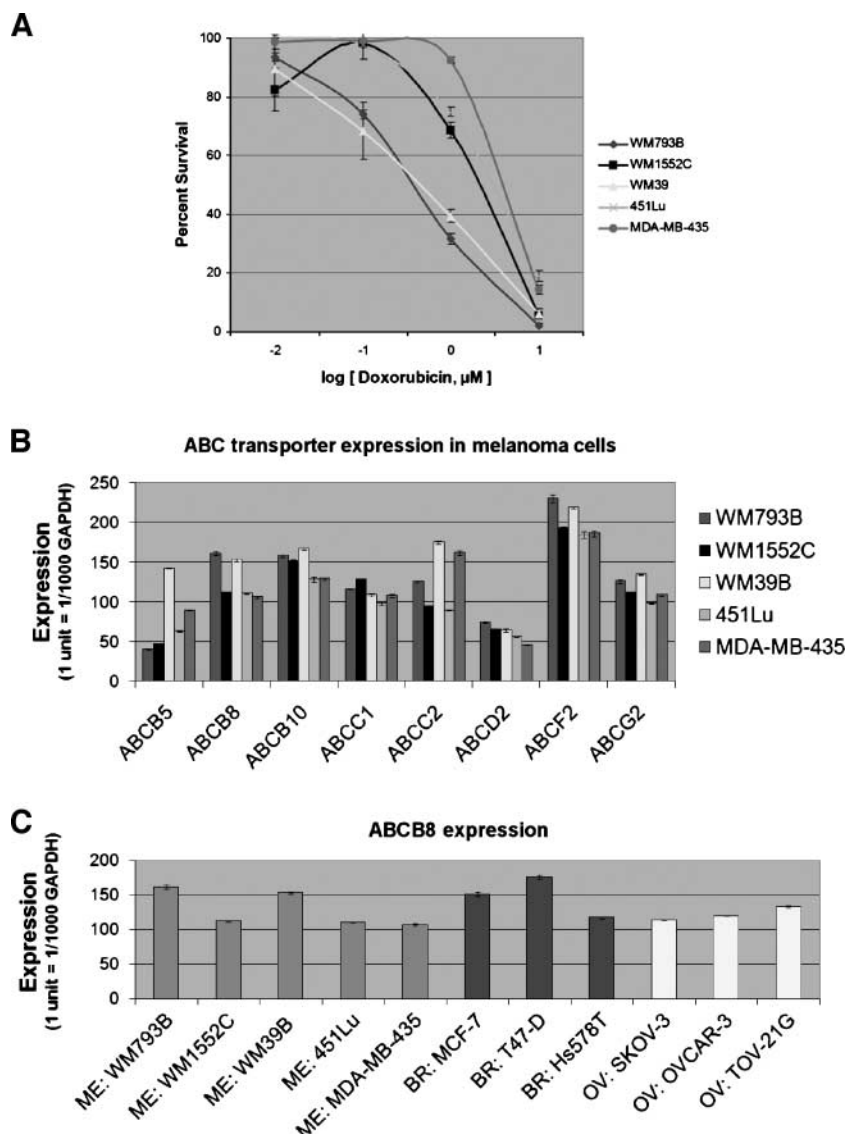 A
100
80
60
40
20
0
Percent Survival
-2
-1
0
1
log [ Doxorubicin, µM ]
WM793B
WM1552C
WM39
451Lu
MDA-MB-435
B
ABC transporter expression in melanoma cells
Expression
(1 unit = 1/1000 GAPDH)
250
200
150
100
50
0
ABCB5
ABCB8
ABCB10
ABCC1
ABCC2
ABCD2
ABCF2
ABCG2
WM793B
WM1552C
WM39B
451Lu
MDA-MB-435
C
ABCB8 expression
Expression
(1 unit = 1/1000 GAPDH)
200
150
100
50
0
ME: WM793B
ME: WM1552C
ME: WM39B
ME: 451Lu
ME: MDA-MB-435
BR: MCF-7
BR: T47-D
BR: Hs578T
OV: SKOV-3
OV: OVCAR-3
OV: TOV-21G